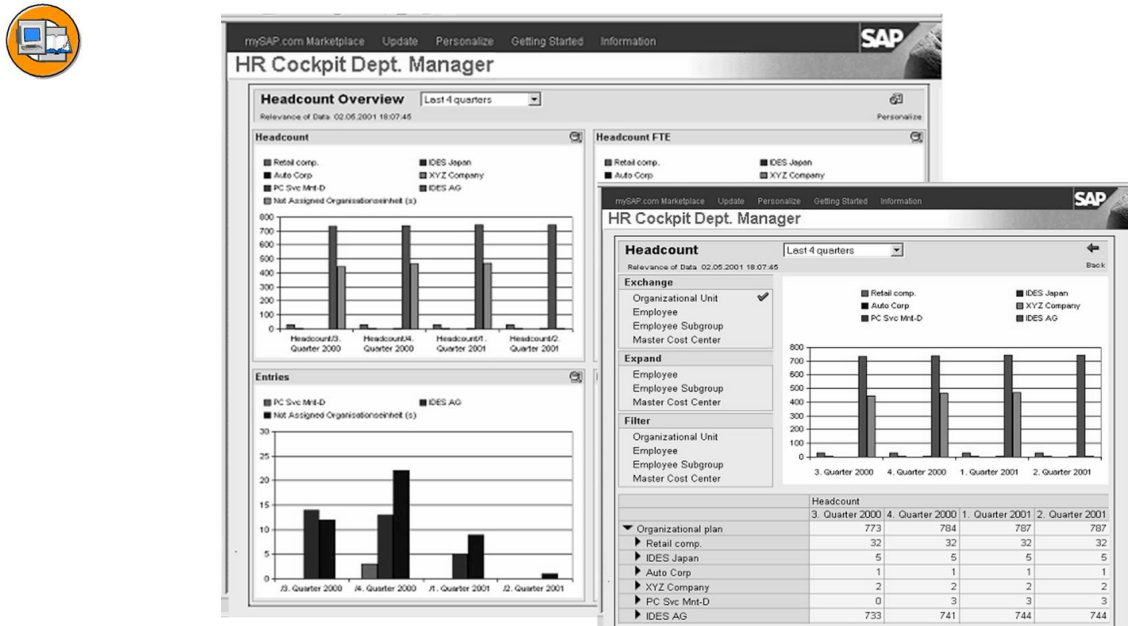 mySAP.com Marketplace Update Personalize Getting Started Information SAP
HR Cockpit Dept. Manager
Headcount Overview Last 4 quarters
Relevance of Data 02.05.2001 18:07:45 Personalize
Headcount
Retail comp. IDES Japan
Auto Corp XYZ Company
PC Svc Mnt-D IDES AG
Not Assigned Organisationseinheit (s)
800
700
600
500
400
300
200
100
0
Headcount/3. Quarter 2000 Headcount/4. Quarter 2000 Headcount/1. Quarter 2001 Headcount/2. Quarter 2001
Headcount FTE
Retail comp. IDES Japan
Auto Corp XYZ Company
Entries
PC Svc Mnt-D IDES AG
Not Assigned Organisationseinheit (s)
30
25
20
15
10
5
0
/3. Quarter 2000 /4. Quarter 2000 /1. Quarter 2001 /2. Quarter 2001
mySAP.com Marketplace Update Personalize Getting Started Information SAP
HR Cockpit Dept. Manager
Headcount Last 4 quarters
Relevance of Data 02.05.2001 18:07:45 Back
Exchange
Organizational Unit
Employee
Employee Subgroup
Master Cost Center
Expand
Employee
Employee Subgroup
Master Cost Center
Filter
Organizational Unit
Employee
Employee Subgroup
Master Cost Center
Retail comp. IDES Japan
Auto Corp XYZ Company
PC Svc Mnt-D IDES AG
800
700
600
500
400
300
200
100
0
3. Quarter 2000 4. Quarter 2000 1. Quarter 2001 2. Quarter 2001
Headcount
3. Quarter 2000 4. Quarter 2000 1. Quarter 2001 2. Quarter 2001
Organizational plan 773 784 787 787
Retail comp. 32 32 32 32
IDES Japan 5 5 5 5
Auto Corp 1 1 1 1
XYZ Company 2 2 2 2
PC Svc Mnt-D 0 3 3 3
IDES AG 733 741 744 744